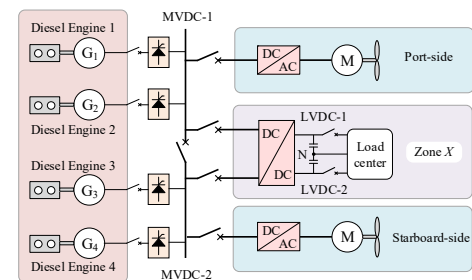 Diesel Engine 1
MVDC-1
G1
DC
AC
M
Port-side
G2
Diesel Engine 2
LVDC-1
DC
DC
N
Load
center
Zone X
LVDC-2
Diesel Engine 3
G3
G4
DC
AC
M
Starboard-side
Diesel Engine 4
MVDC-2